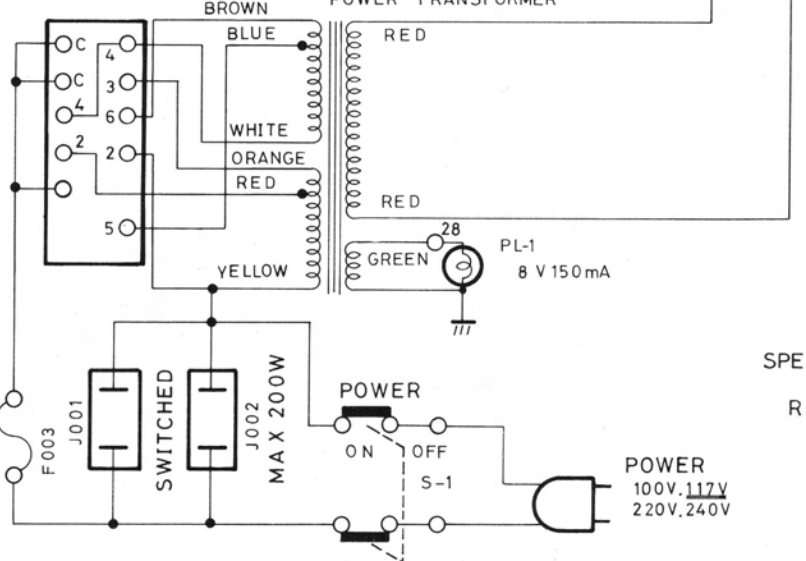 BROWN
POWER TRANSFORMER
BLUE
RED
C
4
C
3
4
6
WHITE
2
2
ORANGE
RED
RED
5
28
GREEN
PL-1
8 V 150 mA
YELLOW
SPE
POWER
R
J001
SWITCHED
J002
MAX 200W
F003
ON
OFF
S-1
POWER
100V. 117V
220V. 240V